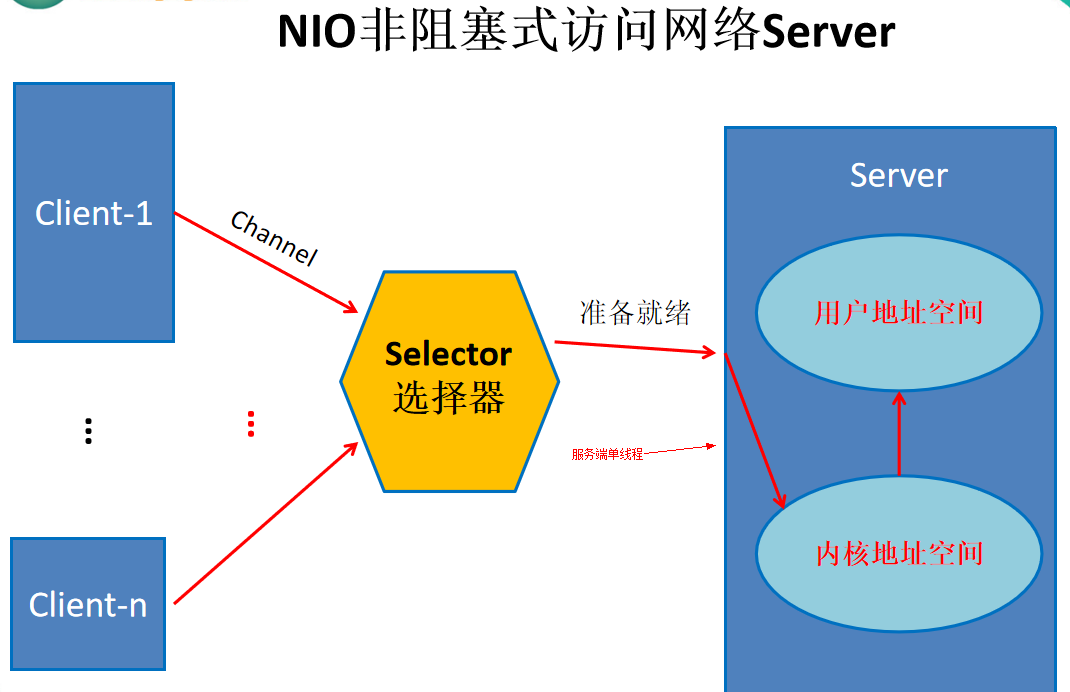 NIO非阻塞式访问网络Server
Client-1
Channel
Server
准备就绪
用户地址空间
Selector
选择器
服务端单线程
内核地址空间
Client-n